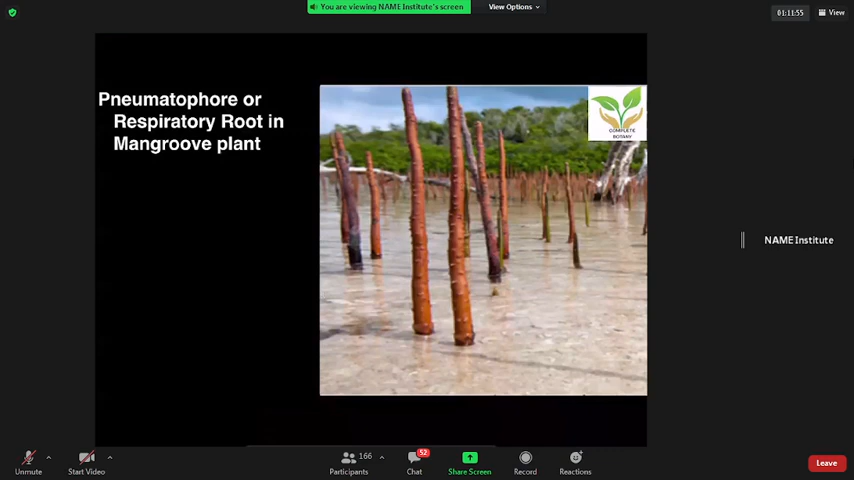 You are viewing NAME Institute's screen
View Options
01:11:55
View
Pneumatophore or
Respiratory Root in
Mangroove plant
COMPLETE
BOTANY
NAME Institute
Unmute
Start Video
166
Participants
52
Chat
Share Screen
Record
Reactions
Leave